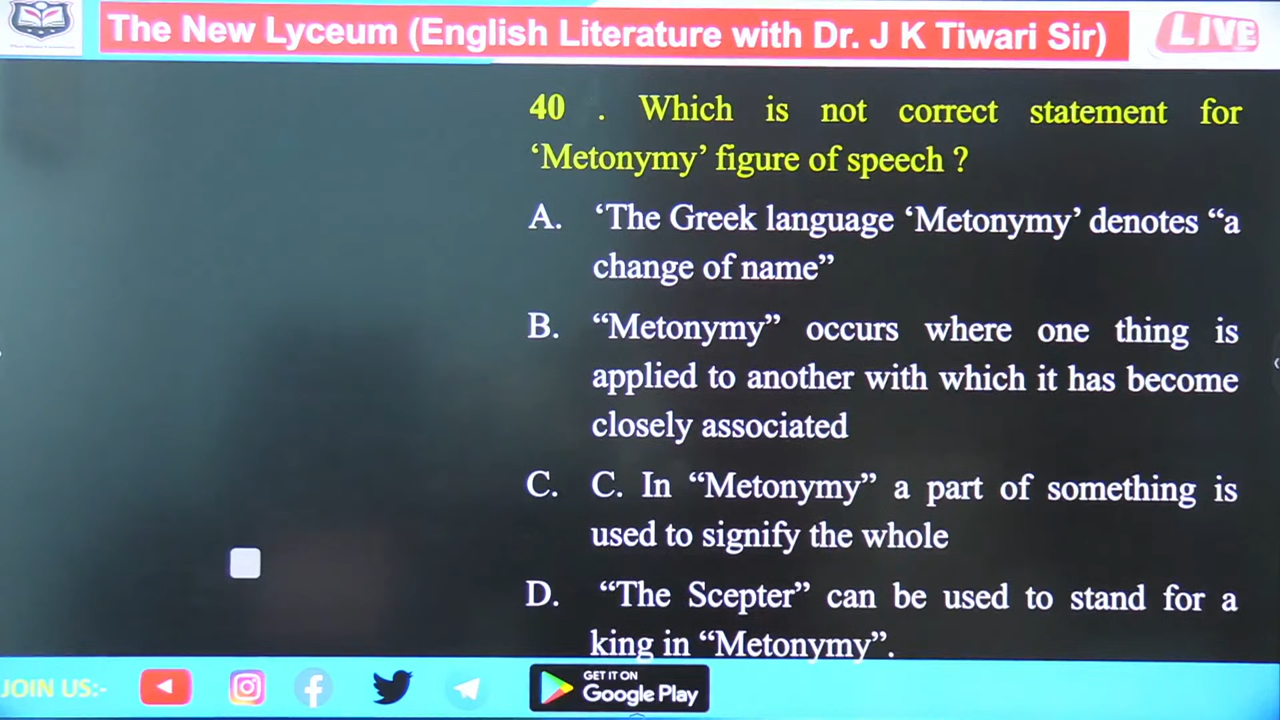 The New Lyceum (English Literature with Dr. J K Tiwari Sir)
LIVE
40 . Which is not correct statement for
‘Metonymy’ figure of speech ?
A. ‘The Greek language ‘Metonymy’ denotes “a
change of name”
B. “Metonymy” occurs where one thing is
applied to another with which it has become
closely associated
C. C. In “Metonymy” a part of something is
used to signify the whole
D. “The Scepter” can be used to stand for a
king in “Metonymy”.
JOIN US:-
GET IT ON
Google Play